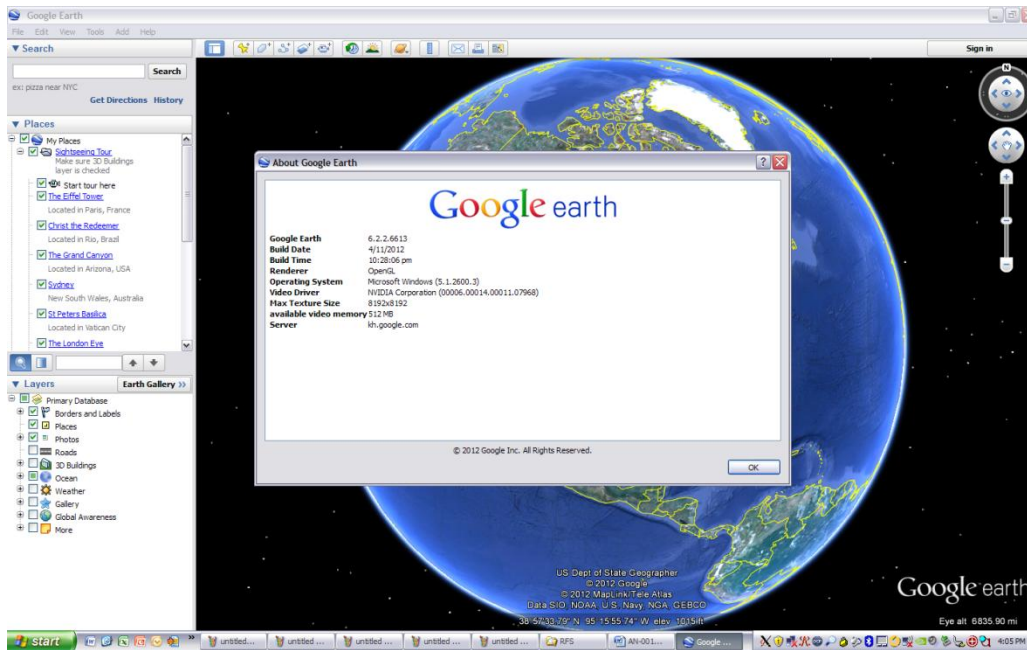 Google Earth
File Edit View Tools Add Help
▼ Search
Search
ex: pizza near NYC
Get Directions History
▼ Places
My Places
Sightseeing Tour
Make sure 3D Buildings
layer is checked
Start tour here
The Eiffel Tower
Located in Paris, France
Christ the Redeemer
Located in Rio, Brazil
The Grand Canyon
Located in Arizona, USA
Sydney
New South Wales, Australia
St Peters Basilica
Located in Vatican City
The London Eye
▼ Layers Earth Gallery >>
Primary Database
Borders and Labels
Places
Photos
Roads
3D Buildings
Ocean
Weather
Gallery
Global Awareness
More
Sign in
N
About Google Earth
Google earth
Google Earth 6.2.2.6613
Build Date 4/11/2012
Build Time 10:28:06 pm
Renderer OpenGL
Operating System Microsoft Windows (5.1.2600.3)
Video Driver NVIDIA Corporation (00006.00014.00011.07968)
Max Texture Size 8192x8192
available video memory 512 MB
Server kh.google.com
© 2012 Google Inc. All Rights Reserved.
OK
US Dept of State Geographer
© 2012 Google
© 2012 MapLink/Tele Atlas
Data SIO, NOAA, U.S. Navy, NGA, GEBCO
Google earth
elev 1015 ft
Eye alt 6835.90 mi
start untitled... untitled ... untitled ... untitled ... untitled ... RFS AN-001... Google ... 4:05 PM